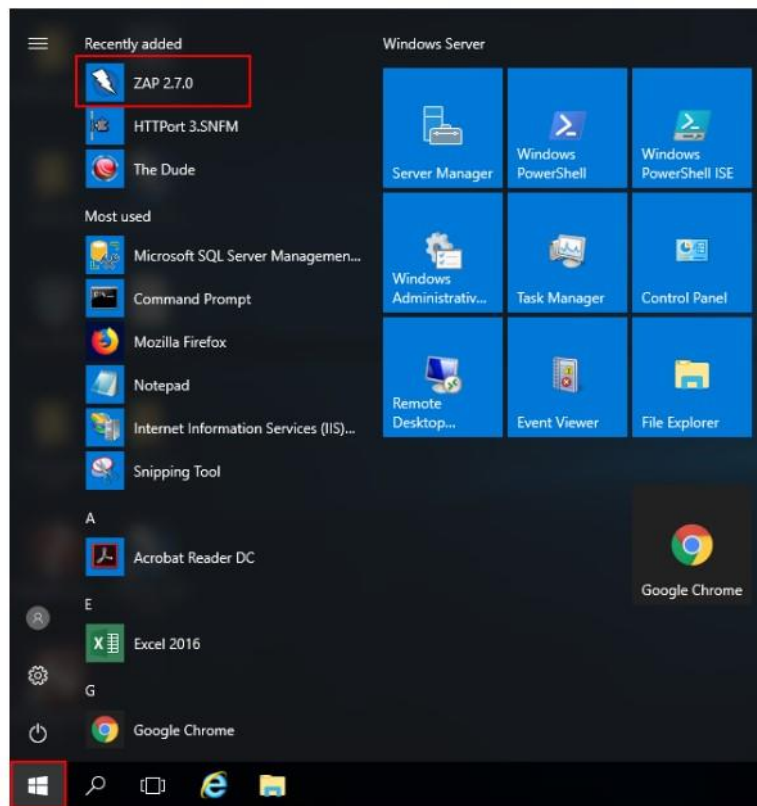 Recently added
ZAP 2.7.0
HTTPort 3.SNFM
The Dude
Most used
Microsoft SQL Server Managemen...
Command Prompt
Mozilla Firefox
Notepad
Internet Information Services (IIS)...
Snipping Tool
A
Acrobat Reader DC
E
Excel 2016
G
Google Chrome
Windows Server
Server Manager
Windows
PowerShell
Windows
PowerShell ISE
Windows
Administrativ...
Task Manager
Control Panel
Remote
Desktop...
Event Viewer
File Explorer
Google Chrome